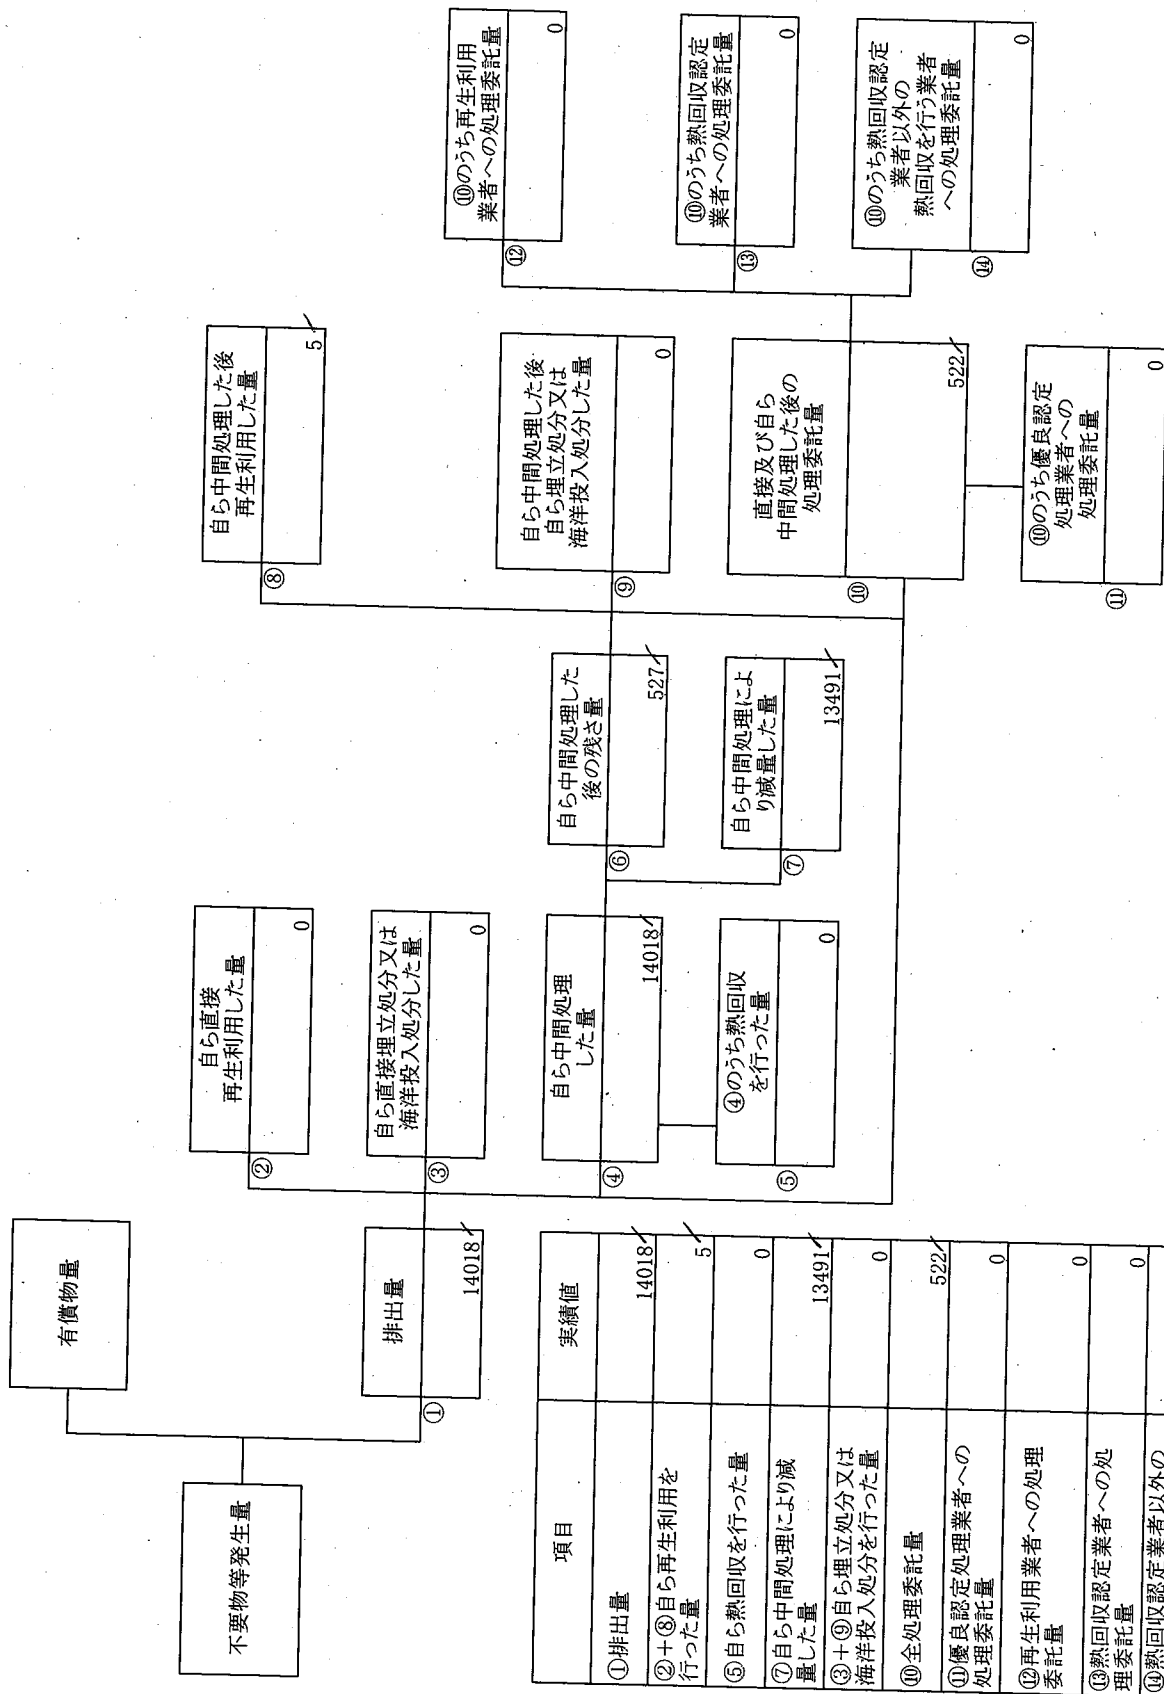 不要物等発生量
有償物量
排出量
①
14018
自ら直接
再生利用した量
②
0
自ら直接埋立処分又は
海洋投入処分した量
③
0
自ら中間処理
した量
④
14018
④のうち熱回収
を行った量
⑤
0
自ら中間処理した
後の残さ量
⑥
527
自ら中間処理によ
り減量した量
⑦
13491
自ら中間処理した後
再生利用した量
⑧
5
自ら中間処理した後
自ら埋立処分又は
海洋投入処分した量
⑨
0
直接及び自ら
中間処理した後の
処理委託量
⑩
522
⑩のうち優良認定
処理業者への
処理委託量
⑪
0
⑩のうち再生利用
業者への処理委託量
⑫
0
⑩のうち熱回収認定
業者への処理委託量
⑬
0
⑩のうち熱回収認定
業者以外の
熱回収を行う業者
への処理委託量
⑭
0
項目 実績値
①排出量 14018
②+⑧自ら再生利用を
行った量 5
⑤自ら熱回収を行った量 0
⑦自ら中間処理により減
量した量 13491
③+⑨自ら埋立処分又は
海洋投入処分を行った量 0
⑩全処理委託量 522
⑪優良認定処理業者への
処理委託量 0
⑫再生利用業者への処理
委託量 0
⑬熱回収認定業者への処
理委託量 0
⑭熱回収認定業者以外の